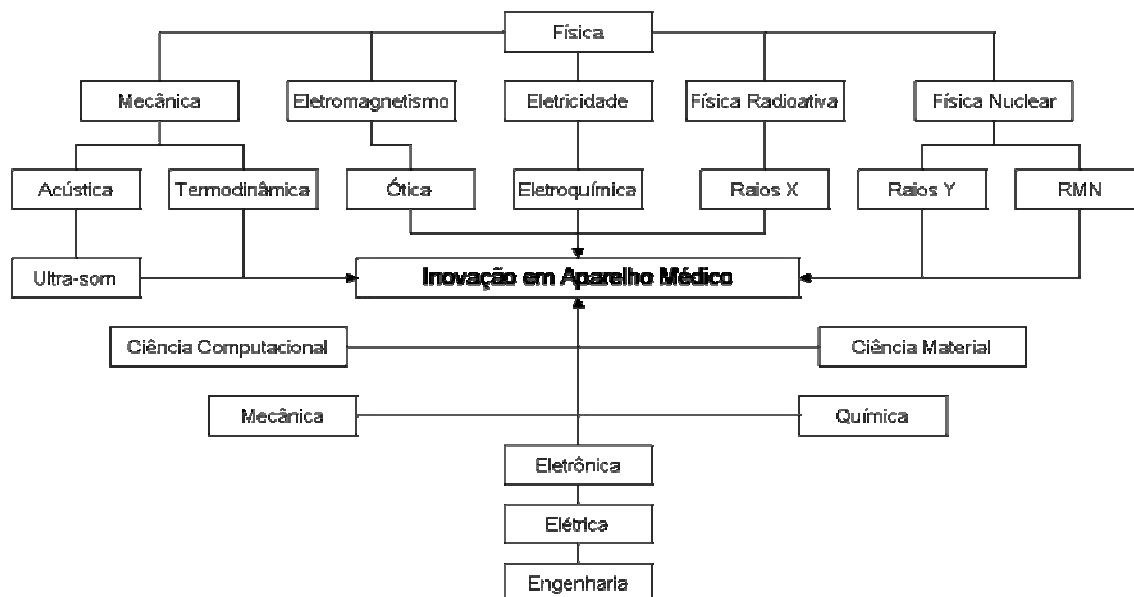 Física
Mecânica
Eletromagnetismo
Eletricidade
Física Radioativa
Física Nuclear
Acústica
Termodinâmica
Ótica
Eletroquímica
Raios X
Raios Y
RMN
Ultra-som
Inovação em Aparelho Médico
Ciência Computacional
Ciência Material
Mecânica
Química
Eletrônica
Elétrica
Engenharia